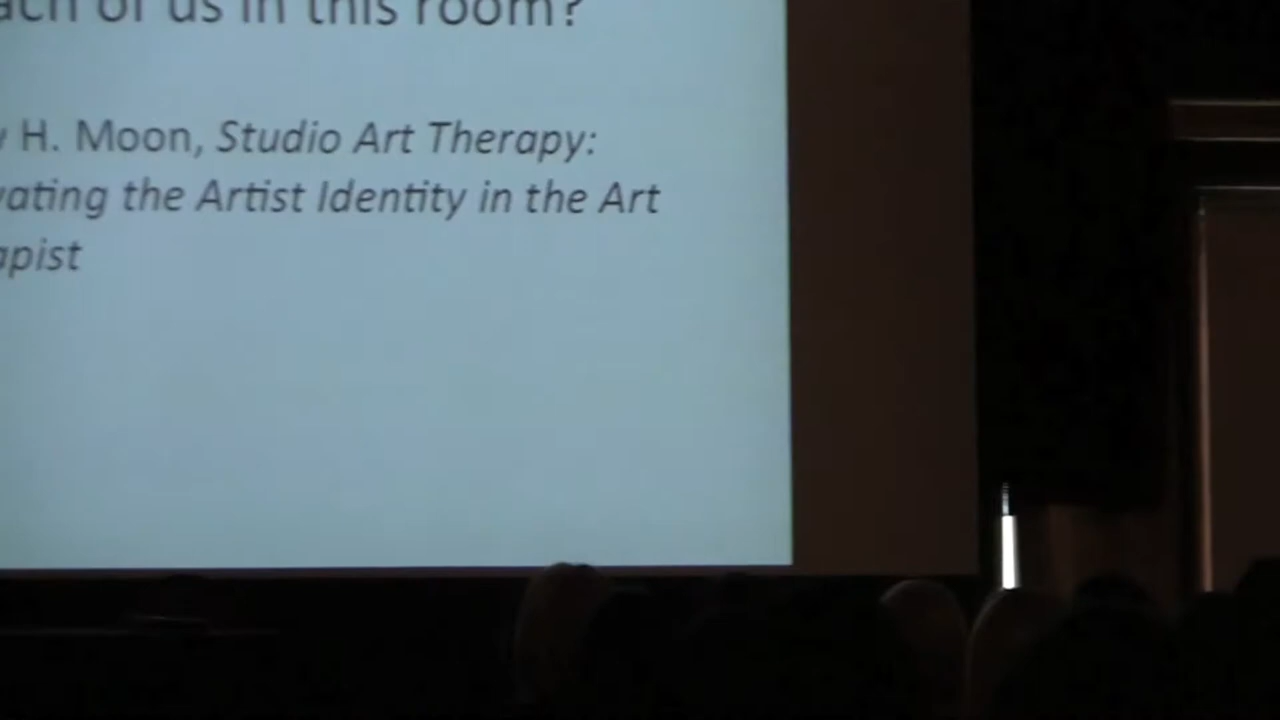 ach of us in this room?
y H. Moon, Studio Art Therapy:
vating the Artist Identity in the Art
apist